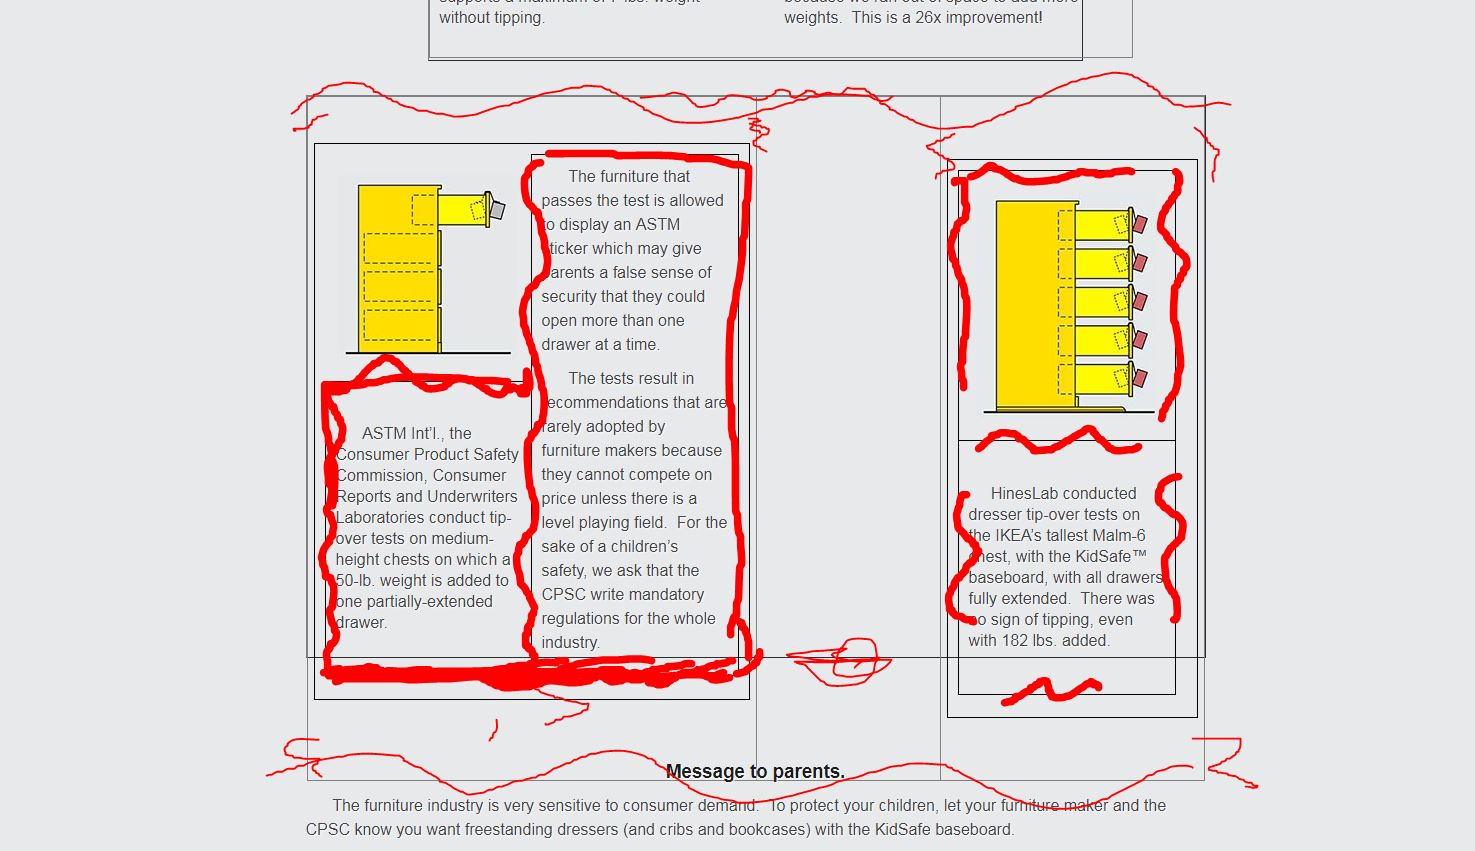 without tipping.
weights.  This is a 26x improvement!
The furniture that
passes the test is allowed
to display an ASTM
sticker which may give
parents a false sense of
security that they could
open more than one
drawer at a time.
The tests result in
recommendations that are
rarely adopted by
furniture makers because
they cannot compete on
price unless there is a
level playing field.  For the
sake of a children’s
safety, we ask that the
CPSC write mandatory
regulations for the whole
industry.
ASTM Int’l., the
Consumer Product Safety
Commission, Consumer
Reports and Underwriters
Laboratories conduct tip-
over tests on medium-
height chests on which a
50-lb. weight is added to
one partially-extended
drawer.
HinesLab conducted
dresser tip-over tests on
the IKEA’s tallest Malm-6
chest, with the KidSafe™
baseboard, with all drawers
fully extended.  There was
no sign of tipping, even
with 182 lbs. added.
Message to parents.
The furniture industry is very sensitive to consumer demand.  To protect your children, let your furniture maker and the
CPSC know you want freestanding dressers (and cribs and bookcases) with the KidSafe baseboard.